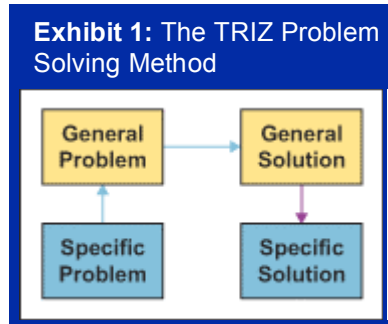 Exhibit 1: The TRIZ Problem
Solving Method
General
Problem
General
Solution
Specific
Problem
Specific
Solution